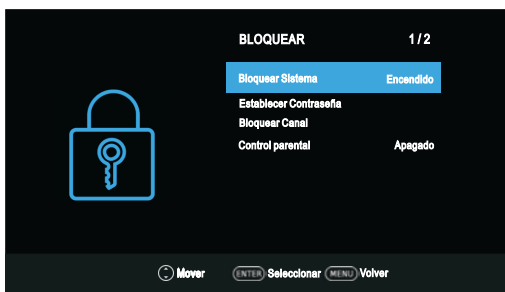 BLOQUEAR 1 / 2
Bloquear Sistema Encendido
Establecer Contraseña
Bloquear Canal
Control parental Apagado
Mover ENTER Seleccionar MENU Volver